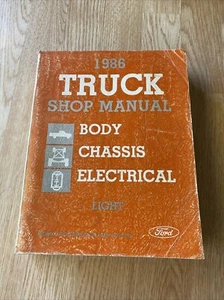 1986
TRUCK
SHOP MANUAL
BODY
CHASSIS
ELECTRICAL
LIGHT
Ford